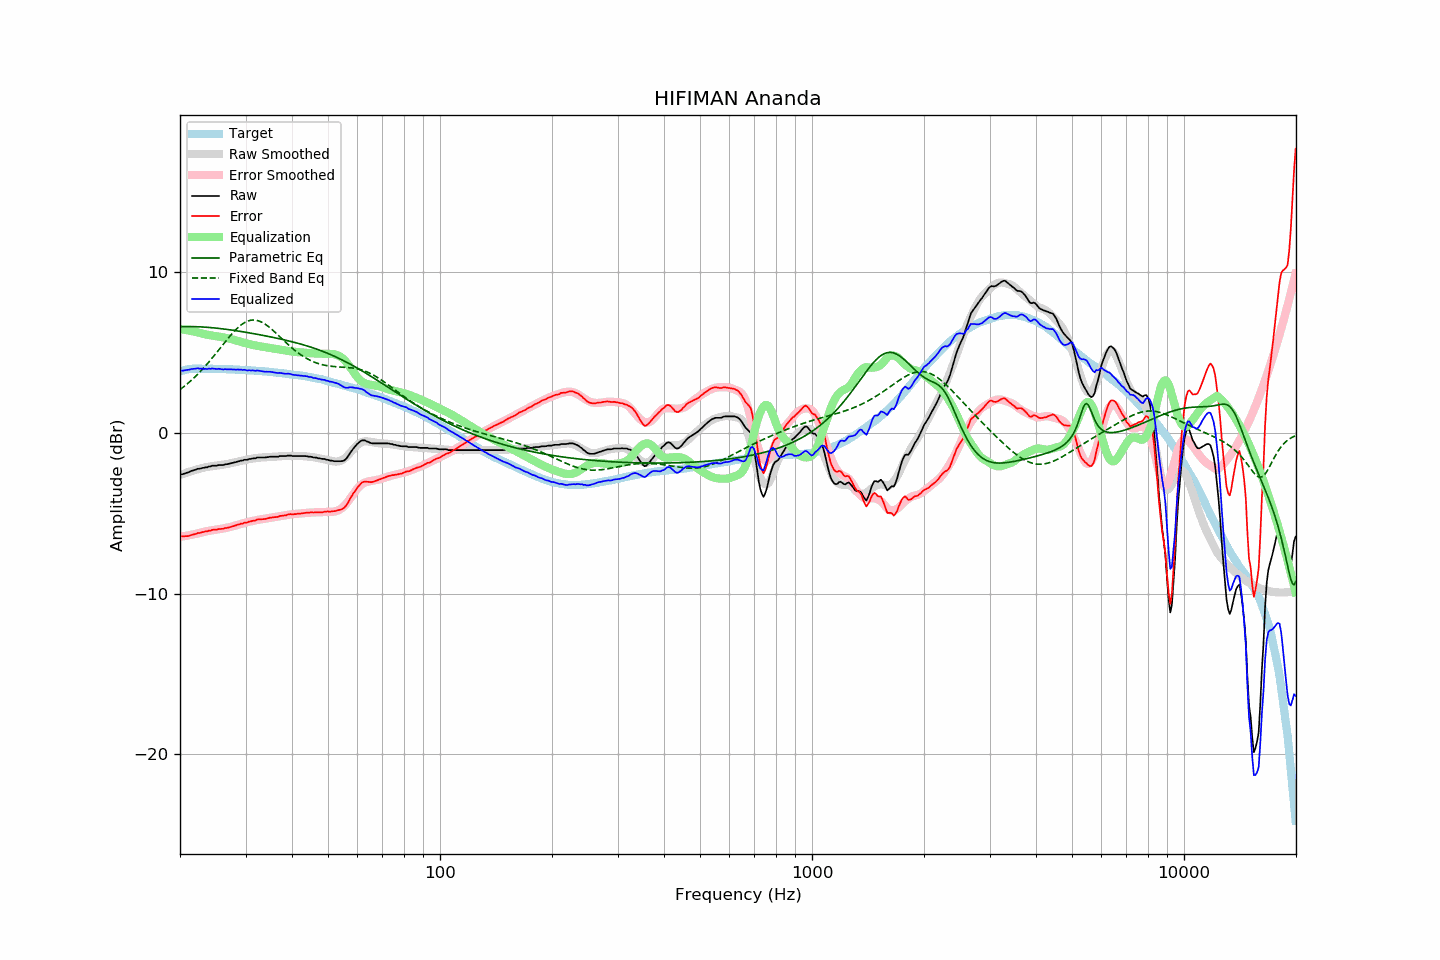 HIFIMAN Ananda
Target
Raw Smoothed
Error Smoothed
Raw
Error
Equalization
Parametric Eq
Fixed Band Eq
Equalized
10
0
−10
−20
Amplitude (dBr)
100
1000
10000
Frequency (Hz)